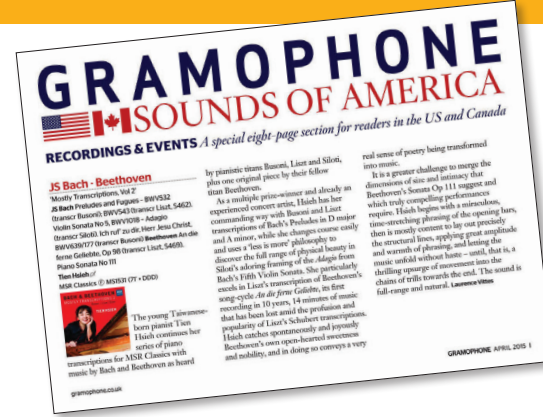 GRAMOPHONE
SOUNDS OF AMERICA
RECORDINGS & EVENTS A special eight-page section for readers in the US and Canada
JS Bach · Beethoven
'Mostly Transcriptions, Vol 2'
JS Bach Preludes and Fugues – BWV532
(transcr Busoni); BWV543 (transcr Liszt, S462).
Violin Sonata No 5, BWV1018 – Adagio
(transcr Siloti). Ich ruf' zu dir, Herr Jesu Christ,
BWV639/177 (transcr Busoni) Beethoven An die
ferne Geliebte, Op 98 (transcr Liszt, S469).
Piano Sonata No 111
Tien Hsieh pf
MSR Classics MS1531 (71' • DDD)
BACH & BEETHOVEN
The young Taiwanese-
born pianist Tien
Hsieh continues her
series of piano
transcriptions for MSR Classics with
music by Bach and Beethoven as heard
by pianistic titans Busoni, Liszt and Siloti,
plus one original piece by their fellow
titan Beethoven.
As a multiple prize-winner and already an
experienced concert artist, Hsieh has her
commanding way with Busoni and Liszt
transcriptions of Bach's Preludes in D major
and A minor, while she changes course easily
and uses a 'less is more' philosophy to
discover the full range of physical beauty in
Siloti's adoring framing of the Adagio from
Bach's Fifth Violin Sonata. She particularly
excels in Liszt's transcription of Beethoven's
song-cycle An die ferne Geliebte, its first
recording in 10 years, 14 minutes of music
that has been lost amid the profusion and
popularity of Liszt's Schubert transcriptions.
Hsieh catches spontaneously and joyously
Beethoven's own open-hearted sweetness
and nobility, and in doing so conveys a very
real sense of poetry being transformed
into music.
It is a greater challenge to merge the
dimensions of size and intimacy that
Beethoven's Sonata Op 111 suggest and
which truly compelling performances
require. Hsieh begins with a miraculous,
time-stretching phrasing of the opening bars,
then is mostly content to lay out precisely
the structural lines, applying great amplitude
and warmth of phrasing, and letting the
music unfold without haste – until, that is, a
thrilling upsurge of movement into the
chains of trills towards the end. The sound is
full-range and natural. Laurence Vittes
gramophone.co.uk
GRAMOPHONE APRIL 2015 I